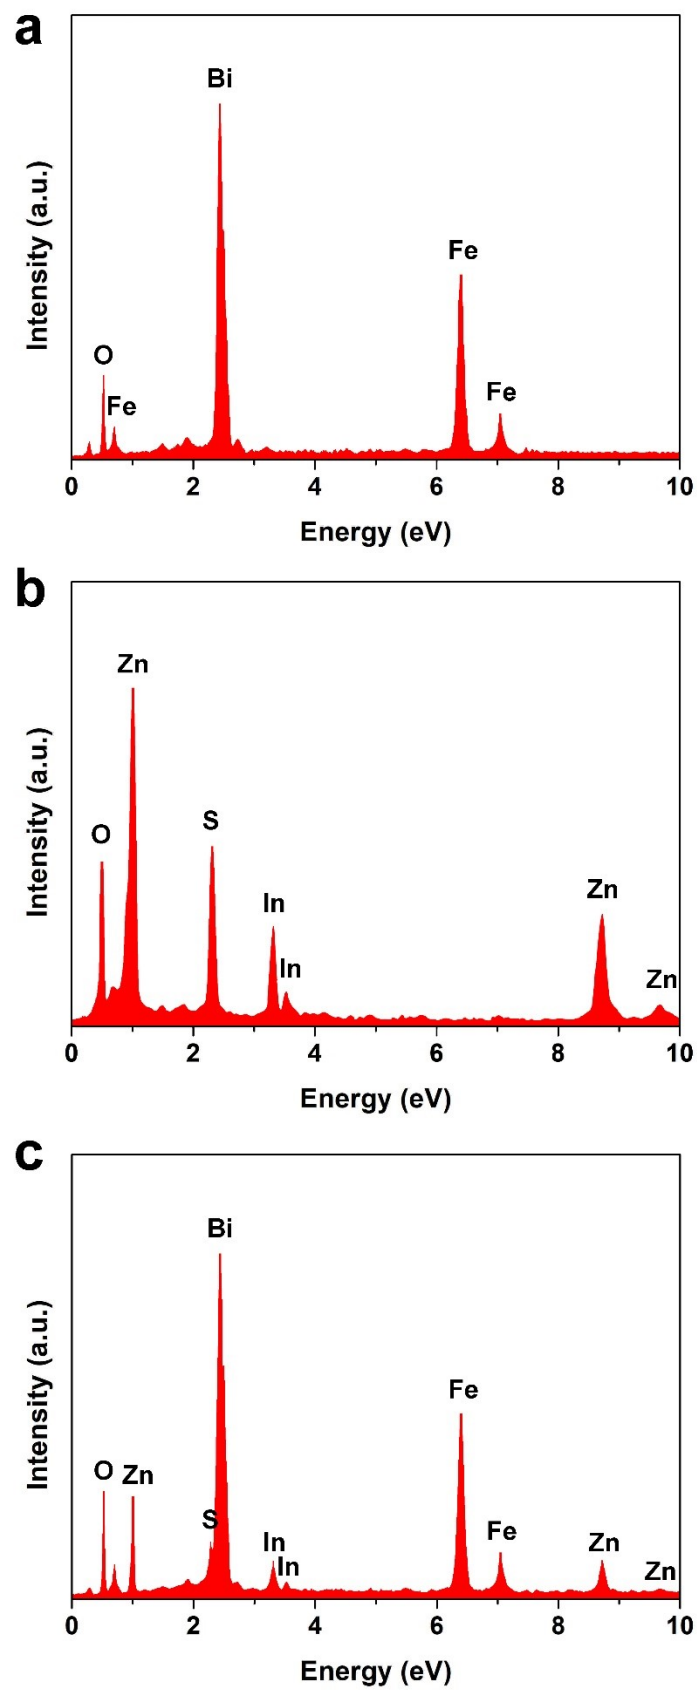 a
Bi
Fe
O
Fe
Fe
Intensity (a.u.)
0 2 4 6 8 10
Energy (eV)
b
Zn
O
S
Zn
In
In
Zn
Intensity (a.u.)
0 2 4 6 8 10
Energy (eV)
c
Bi
Fe
O Zn
S
Fe
In
In
Zn
Zn
Intensity (a.u.)
0 2 4 6 8 10
Energy (eV)